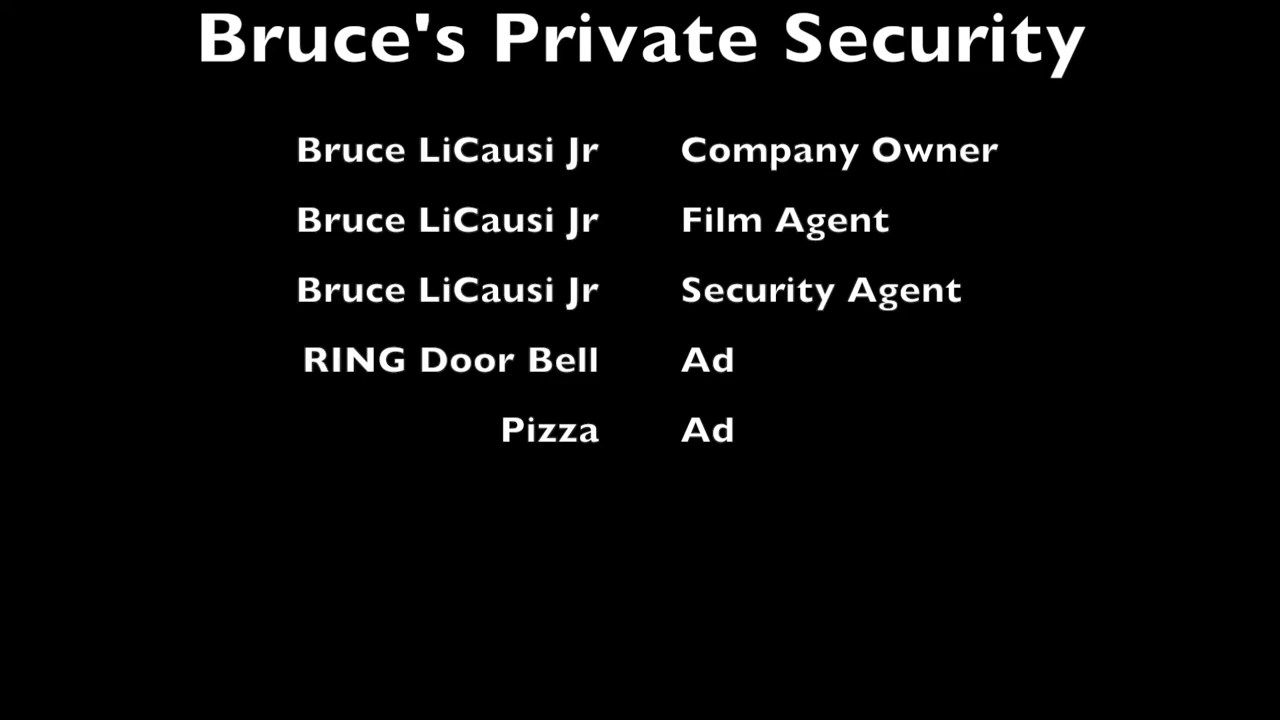 Bruce's Private Security
Bruce LiCausi Jr Company Owner
Bruce LiCausi Jr Film Agent
Bruce LiCausi Jr Security Agent
RING Door Bell Ad
Pizza Ad